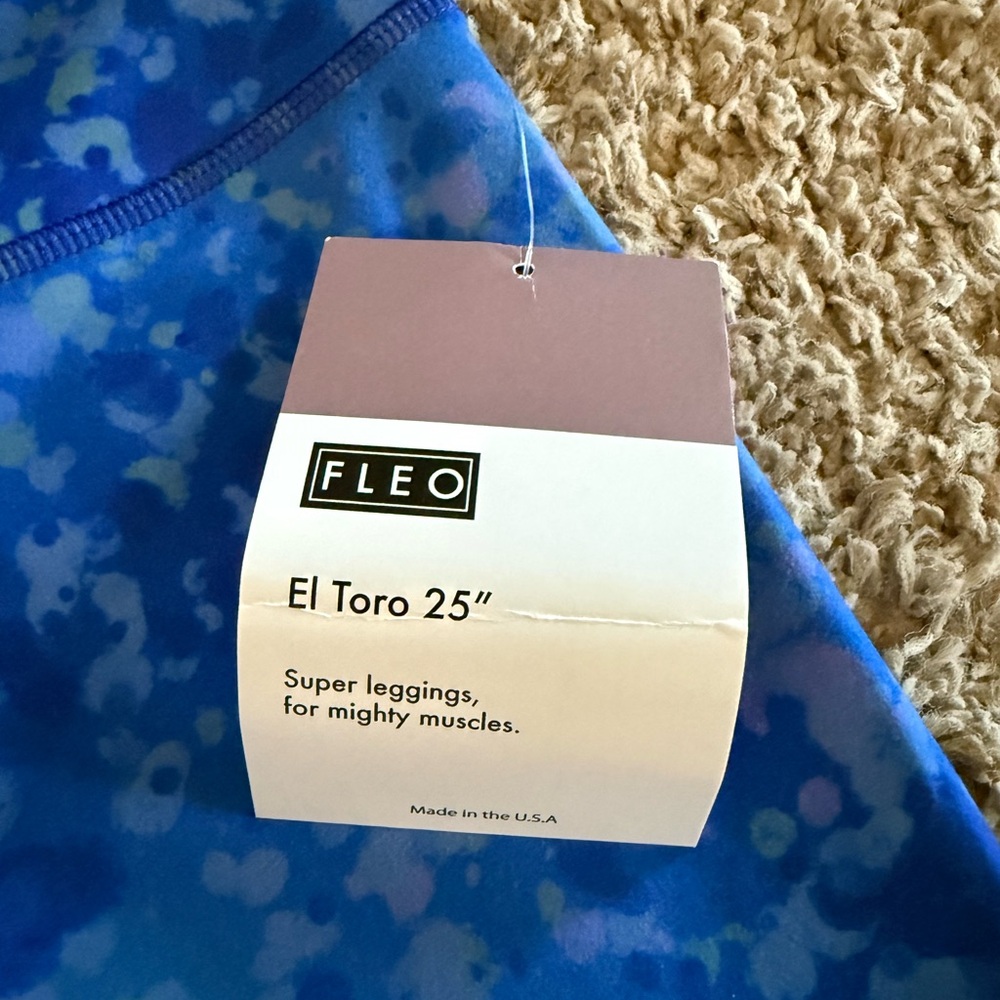 FLEO
El Toro 25"
Super leggings,
for mighty muscles.
Made in the U.S.A